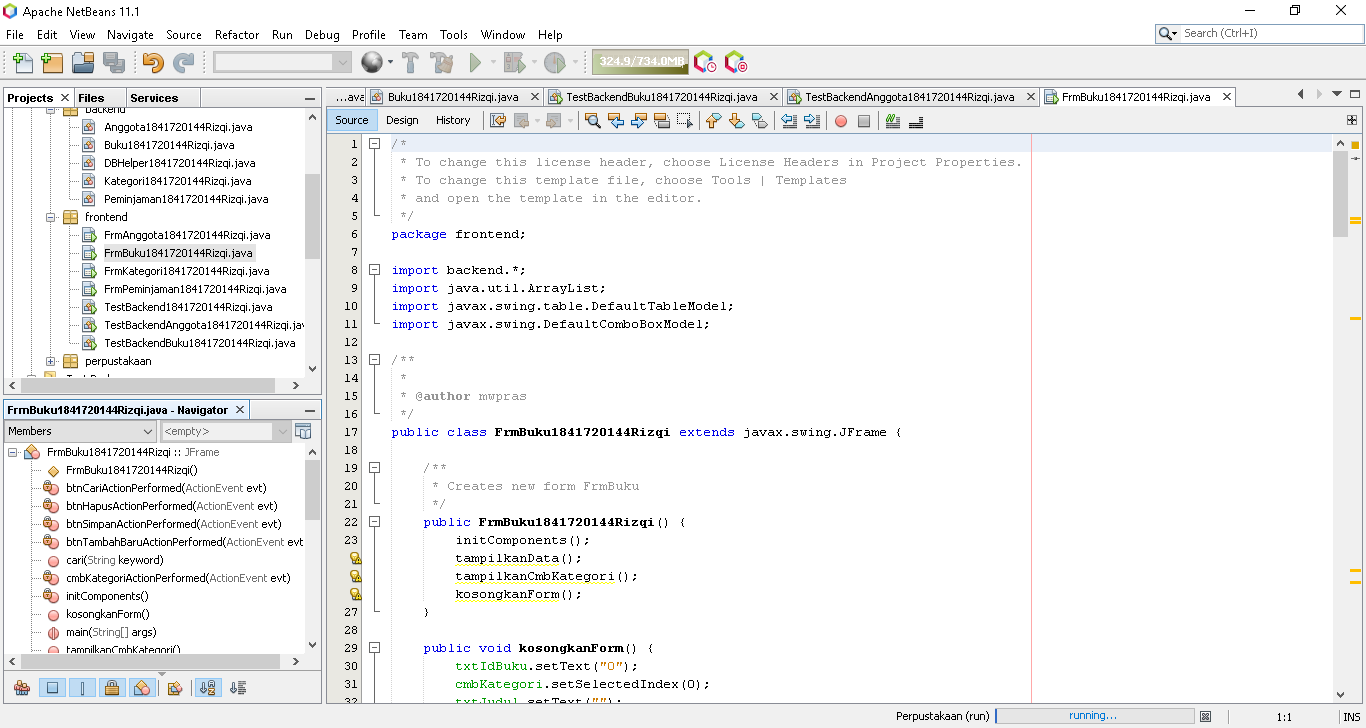 Apache NetBeans 11.1
File Edit View Navigate Source Refactor Run Debug Profile Team Tools Window Help
Search (Ctrl+I)
324.9/734.0MB
Projects Files Services
...ava Buku1841720144Rizqi.java TestBackendBuku1841720144Rizqi.java TestBackendAnggota1841720144Rizqi.java FrmBuku1841720144Rizqi.java
Source Design History
backend
Anggota1841720144Rizqi.java
Buku1841720144Rizqi.java
DBHelper1841720144Rizqi.java
Kategori1841720144Rizqi.java
Peminjaman1841720144Rizqi.java
frontend
FrmAnggota1841720144Rizqi.java
FrmBuku1841720144Rizqi.java
FrmKategori1841720144Rizqi.java
FrmPeminjaman1841720144Rizqi.java
TestBackend1841720144Rizqi.java
TestBackendAnggota1841720144Rizqi.jav
TestBackendBuku1841720144Rizqi.java
perpustakaan
FrmBuku1841720144Rizqi.java - Navigator
Members <empty>
FrmBuku1841720144Rizqi :: JFrame
FrmBuku1841720144Rizqi()
btnCariActionPerformed(ActionEvent evt)
btnHapusActionPerformed(ActionEvent evt)
btnSimpanActionPerformed(ActionEvent evt)
btnTambahBaruActionPerformed(ActionEvent evt
cari(String keyword)
cmbKategoriActionPerformed(ActionEvent evt)
initComponents()
kosongkanForm()
main(String[] args)
tampilkanCmbKategori()
1 /*
2 * To change this license header, choose License Headers in Project Properties.
3 * To change this template file, choose Tools | Templates
4 * and open the template in the editor.
5 */
6 package frontend;
7
8 import backend.*;
9 import java.util.ArrayList;
10 import javax.swing.table.DefaultTableModel;
11 import javax.swing.DefaultComboBoxModel;
12
13 /**
14 *
15 * @author mwpras
16 */
17 public class FrmBuku1841720144Rizqi extends javax.swing.JFrame {
18
19 /**
20 * Creates new form FrmBuku
21 */
22 public FrmBuku1841720144Rizqi() {
23 initComponents();
tampilkanData();
tampilkanCmbKategori();
kosongkanForm();
27 }
28
29 public void kosongkanForm() {
30 txtIdBuku.setText("0");
31 cmbKategori.setSelectedIndex(0);
32 txtJudul.setText("");
Perpustakaan (run) running... 1:1 INS